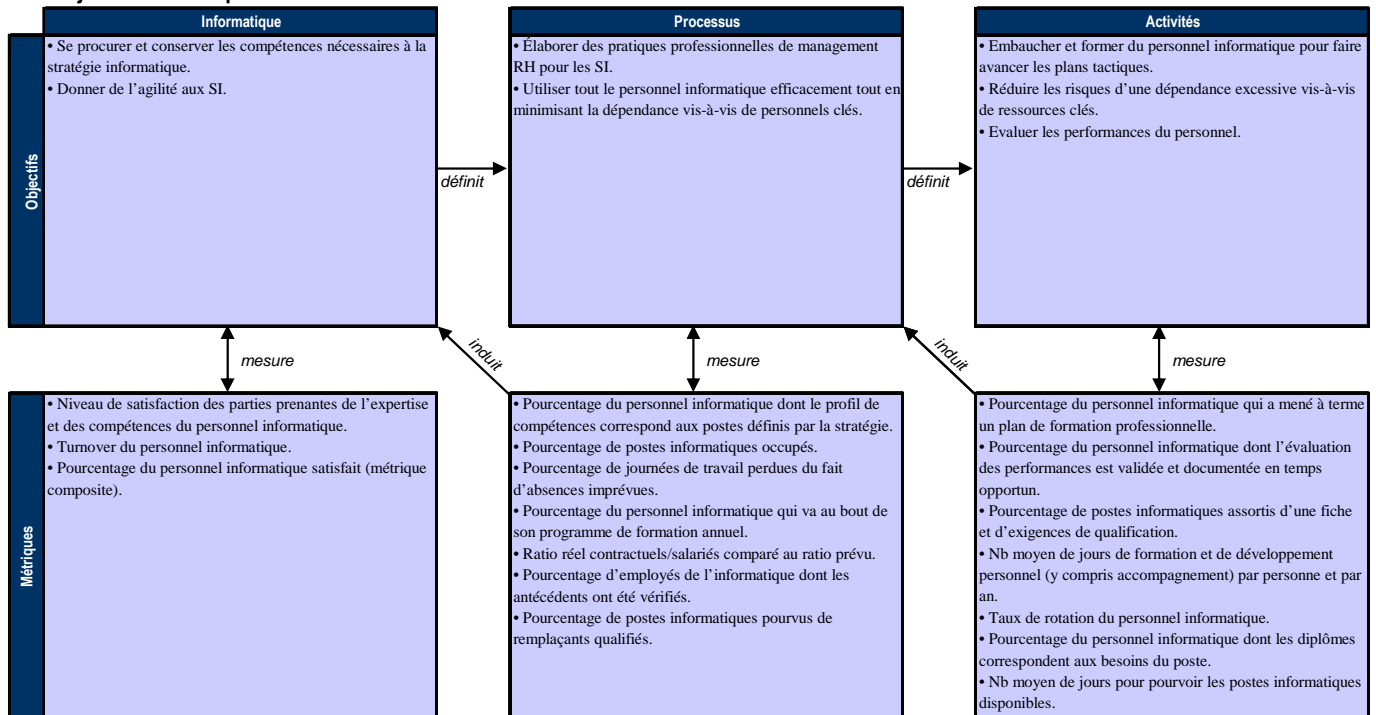 Informatique
Processus
Activités
Objectifs
• Se procurer et conserver les compétences nécessaires à la
stratégie informatique.
• Donner de l’agilité aux SI.
définit
• Élaborer des pratiques professionnelles de management
RH pour les SI.
• Utiliser tout le personnel informatique efficacement tout en
minimisant la dépendance vis-à-vis de personnels clés.
définit
• Embaucher et former du personnel informatique pour faire
avancer les plans tactiques.
• Réduire les risques d’une dépendance excessive vis-à-vis
de ressources clés.
• Evaluer les performances du personnel.
mesure
induit
mesure
induit
mesure
Métriques
• Niveau de satisfaction des parties prenantes de l’expertise
et des compétences du personnel informatique.
• Turnover du personnel informatique.
• Pourcentage du personnel informatique satisfait (métrique
composite).
• Pourcentage du personnel informatique dont le profil de
compétences correspond aux postes définis par la stratégie.
• Pourcentage de postes informatiques occupés.
• Pourcentage de journées de travail perdues du fait
d’absences imprévues.
• Pourcentage du personnel informatique qui va au bout de
son programme de formation annuel.
• Ratio réel contractuels/salariés comparé au ratio prévu.
• Pourcentage d’employés de l’informatique dont les
antécédents ont été vérifiés.
• Pourcentage de postes informatiques pourvus de
remplaçants qualifiés.
• Pourcentage du personnel informatique qui a mené à terme
un plan de formation professionnelle.
• Pourcentage du personnel informatique dont l’évaluation
des performances est validée et documentée en temps
opportun.
• Pourcentage de postes informatiques assortis d’une fiche
et d’exigences de qualification.
• Nb moyen de jours de formation et de développement
personnel (y compris accompagnement) par personne et par
an.
• Taux de rotation du personnel informatique.
• Pourcentage du personnel informatique dont les diplômes
correspondent aux besoins du poste.
• Nb moyen de jours pour pourvoir les postes informatiques
disponibles.